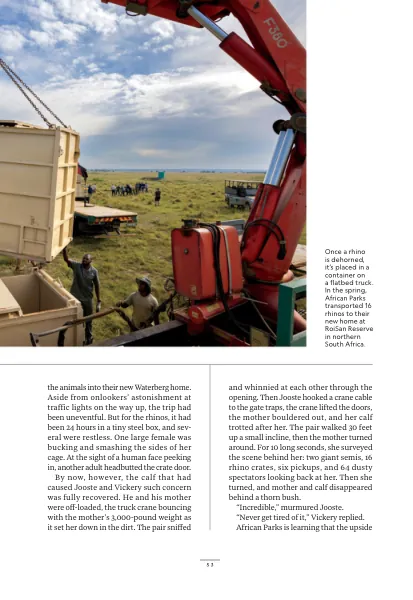 F380
Once a rhino
is dehorned,
it's placed in a
container on
a flatbed truck.
In the spring,
African Parks
transported 16
rhinos to their
new home at
RoiSan Reserve
in northern
South Africa.
the animals into their new Waterberg home.
Aside from onlookers' astonishment at
traffic lights on the way up, the trip had
been uneventful. But for the rhinos, it had
been 24 hours in a tiny steel box, and sev-
eral were restless. One large female was
bucking and smashing the sides of her
cage. At the sight of a human face peeking
in, another adult headbutted the crate door.
By now, however, the calf that had
caused Jooste and Vickery such concern
was fully recovered. He and his mother
were off-loaded, the truck crane bouncing
with the mother's 3,000-pound weight as
it set her down in the dirt. The pair sniffed
and whinnied at each other through the
opening. Then Jooste hooked a crane cable
to the gate traps, the crane lifted the doors,
the mother bouldered out, and her calf
trotted after her. The pair walked 30 feet
up a small incline, then the mother turned
around. For 10 long seconds, she surveyed
the scene behind her: two giant semis, 16
rhino crates, six pickups, and 64 dusty
spectators looking back at her. Then she
turned, and mother and calf disappeared
behind a thorn bush.
"Incredible," murmured Jooste.
"Never get tired of it," Vickery replied.
African Parks is learning that the upside
53